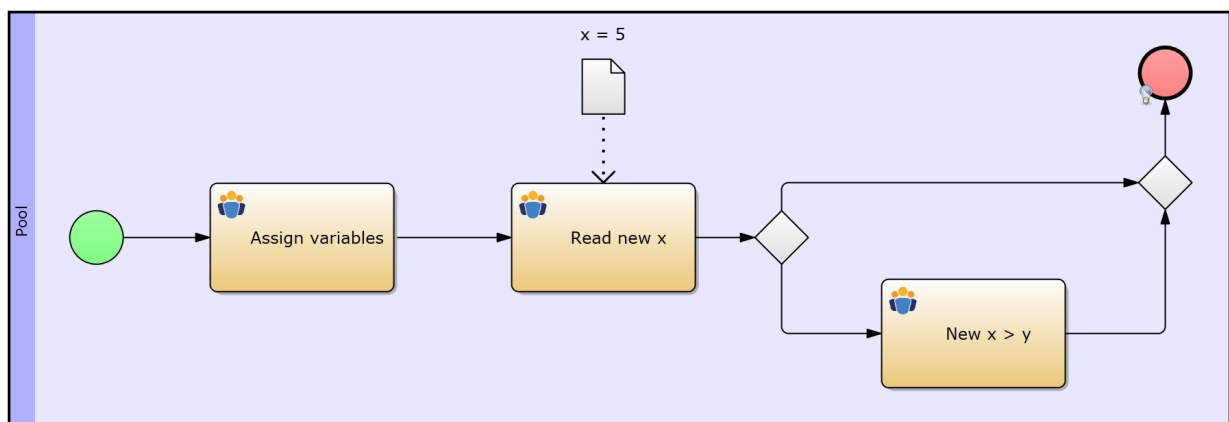 x = 5
Pool
Assign variables
Read new x
New x > y